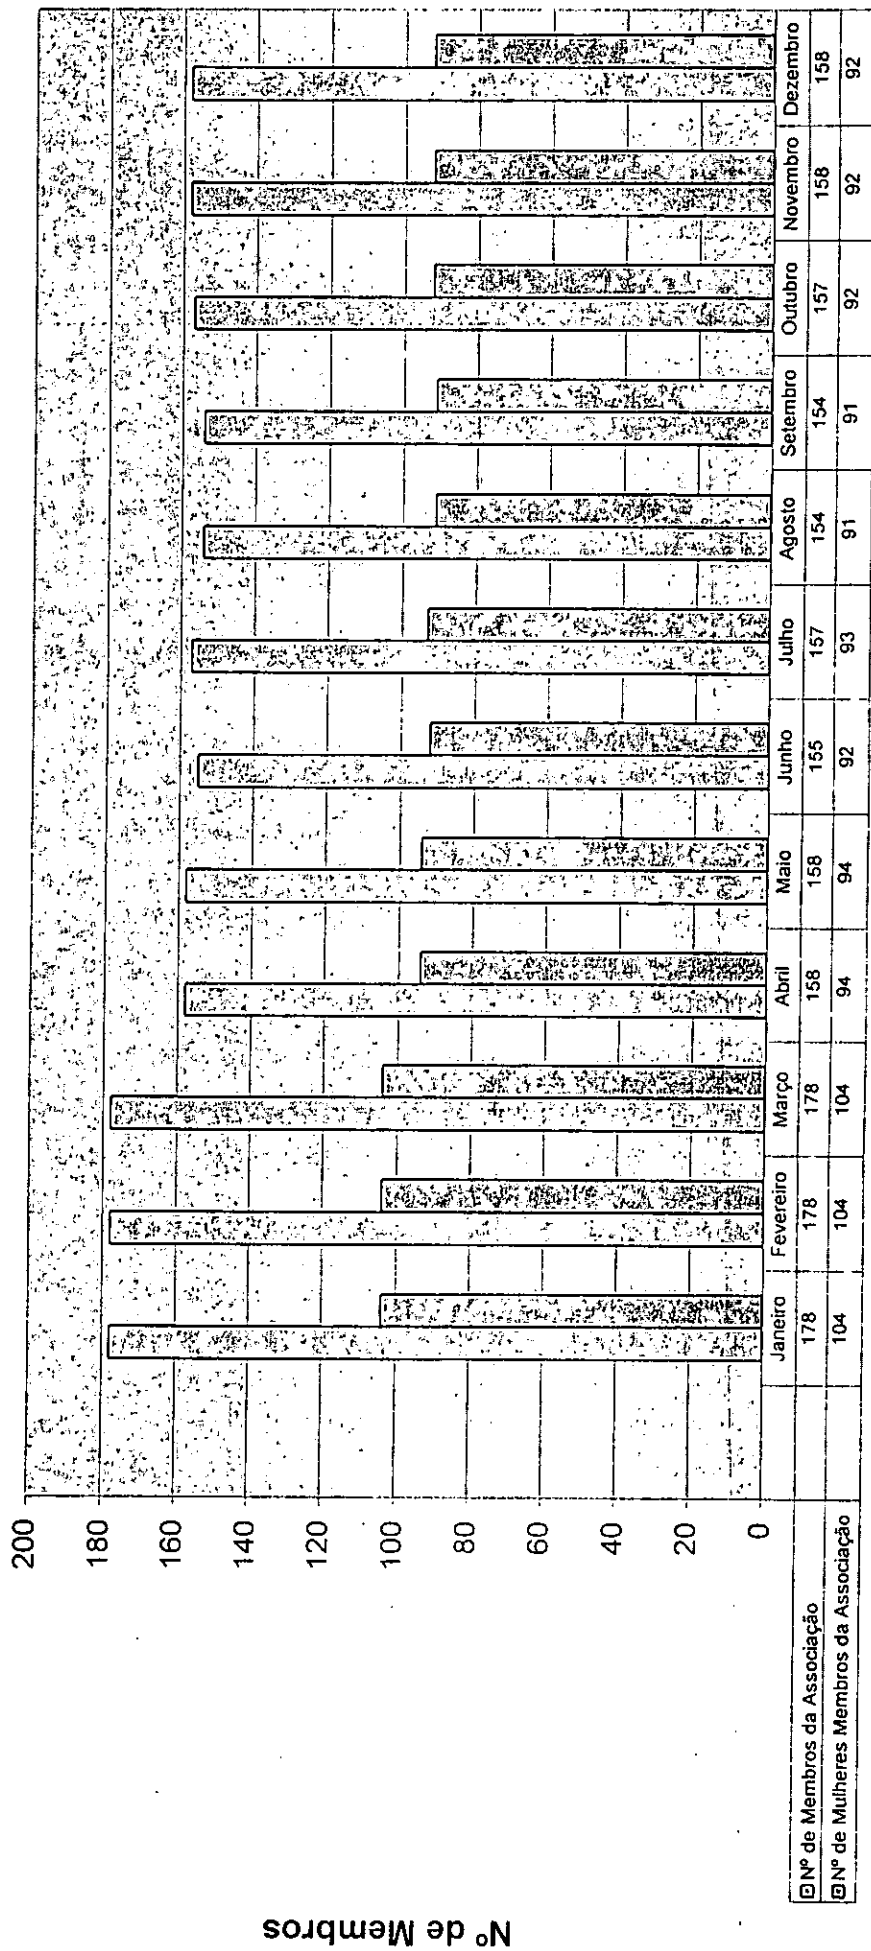 Nº de Membros
200
180
160
140
120
100
80
60
40
20
0
Janeiro Fevereiro Março Abril Maio Junho Julho Agosto Setembro Outubro Novembro Dezembro
Nº de Membros da Associação 178 178 178 158 158 155 157 154 154 157 158 158
Nº de Mulheres Membros da Associação 104 104 104 94 94 92 93 91 91 92 92 92